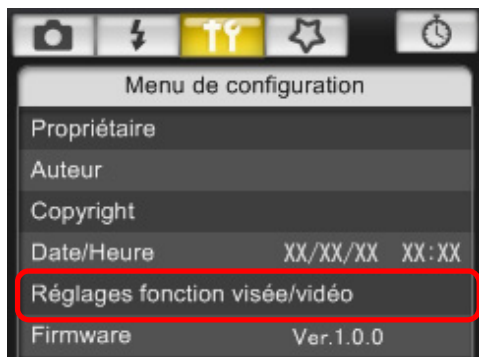 Menu de configuration
Propriétaire
Auteur
Copyright
Date/Heure XX/XX/XX XX:XX
Réglages fonction visée/vidéo
Firmware Ver.1.0.0